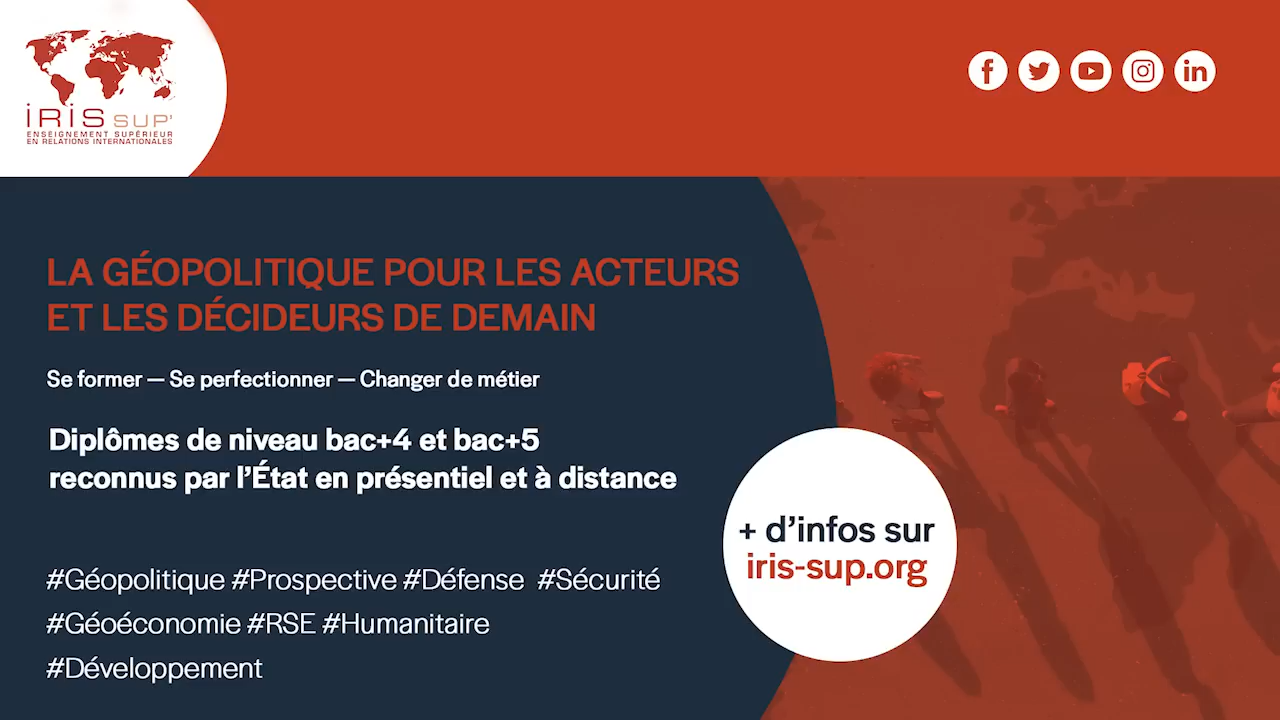 iRiS SUP'
ENSEIGNEMENT SUPÉRIEUR
EN RELATIONS INTERNATIONALES
LA GÉOPOLITIQUE POUR LES ACTEURS
ET LES DÉCIDEURS DE DEMAIN
Se former — Se perfectionner — Changer de métier
Diplômes de niveau bac+4 et bac+5
reconnus par l'État en présentiel et à distance
+ d'infos sur
iris-sup.org
#Géopolitique #Prospective #Défense #Sécurité
#Géoéconomie #RSE #Humanitaire
#Développement